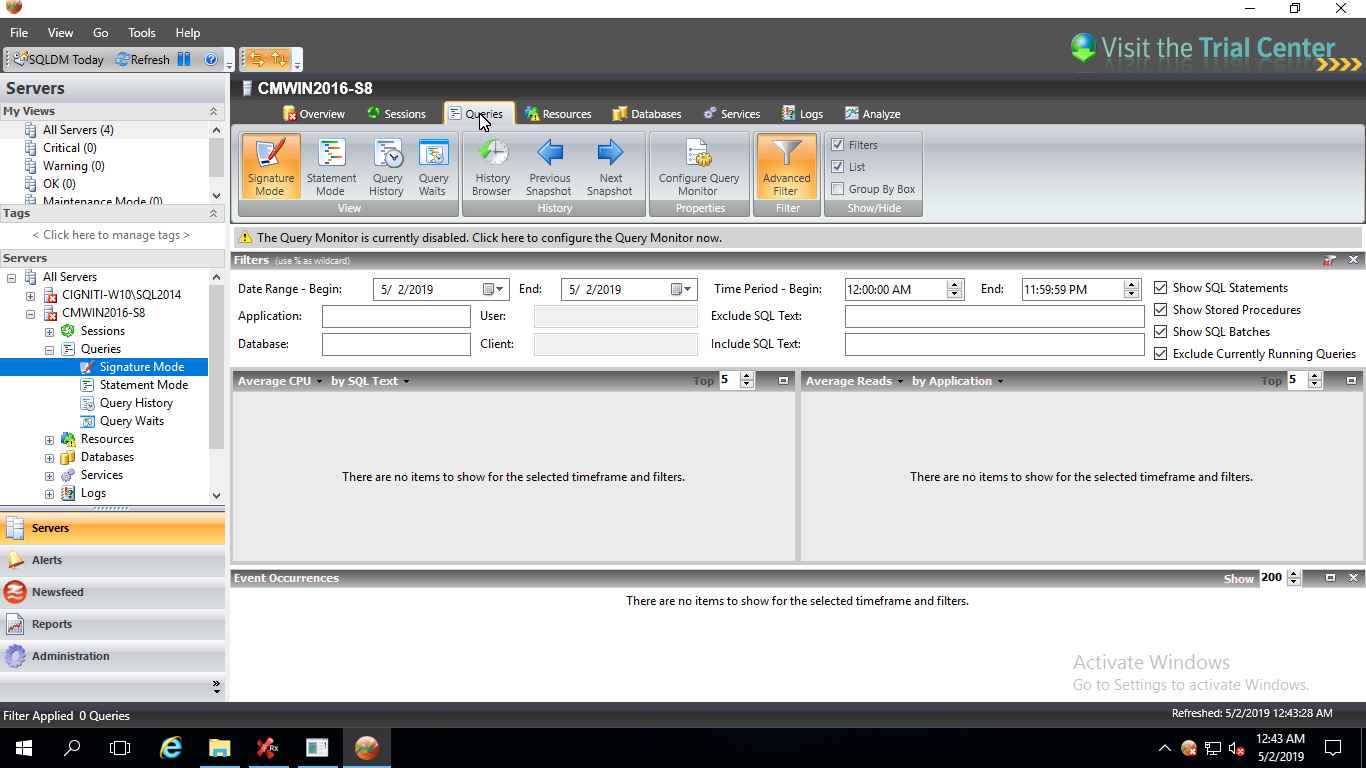 File View Go Tools Help
SQLDM Today Refresh
Visit the Trial Center
Servers
My Views
All Servers (4)
Critical (0)
Warning (0)
OK (0)
Maintenance Mode (0)
Tags
< Click here to manage tags >
Servers
All Servers
CIGNITI-W10\SQL2014
CMWIN2016-S8
Sessions
Queries
Signature Mode
Statement Mode
Query History
Query Waits
Resources
Databases
Services
Logs
Servers
Alerts
Newsfeed
Reports
Administration
CMWIN2016-S8
Overview Sessions Queries Resources Databases Services Logs Analyze
Signature Mode
Statement Mode
Query History
Query Waits
View
History Browser
Previous Snapshot
Next Snapshot
History
Configure Query Monitor
Properties
Advanced Filter
Filter
Filters
List
Group By Box
Show/Hide
The Query Monitor is currently disabled. Click here to configure the Query Monitor now.
Filters (use % as wildcard)
Date Range - Begin: 5/ 2/2019 End: 5/ 2/2019 Time Period - Begin: 12:00:00 AM End: 11:59:59 PM
Application: User: Exclude SQL Text:
Database: Client: Include SQL Text:
Show SQL Statements
Show Stored Procedures
Show SQL Batches
Exclude Currently Running Queries
Average CPU by SQL Text Top 5
There are no items to show for the selected timeframe and filters.
Average Reads by Application Top 5
There are no items to show for the selected timeframe and filters.
Event Occurrences Show 200
There are no items to show for the selected timeframe and filters.
Activate Windows
Go to Settings to activate Windows.
Filter Applied 0 Queries
Refreshed: 5/2/2019 12:43:28 AM
Rx
12:43 AM
5/2/2019